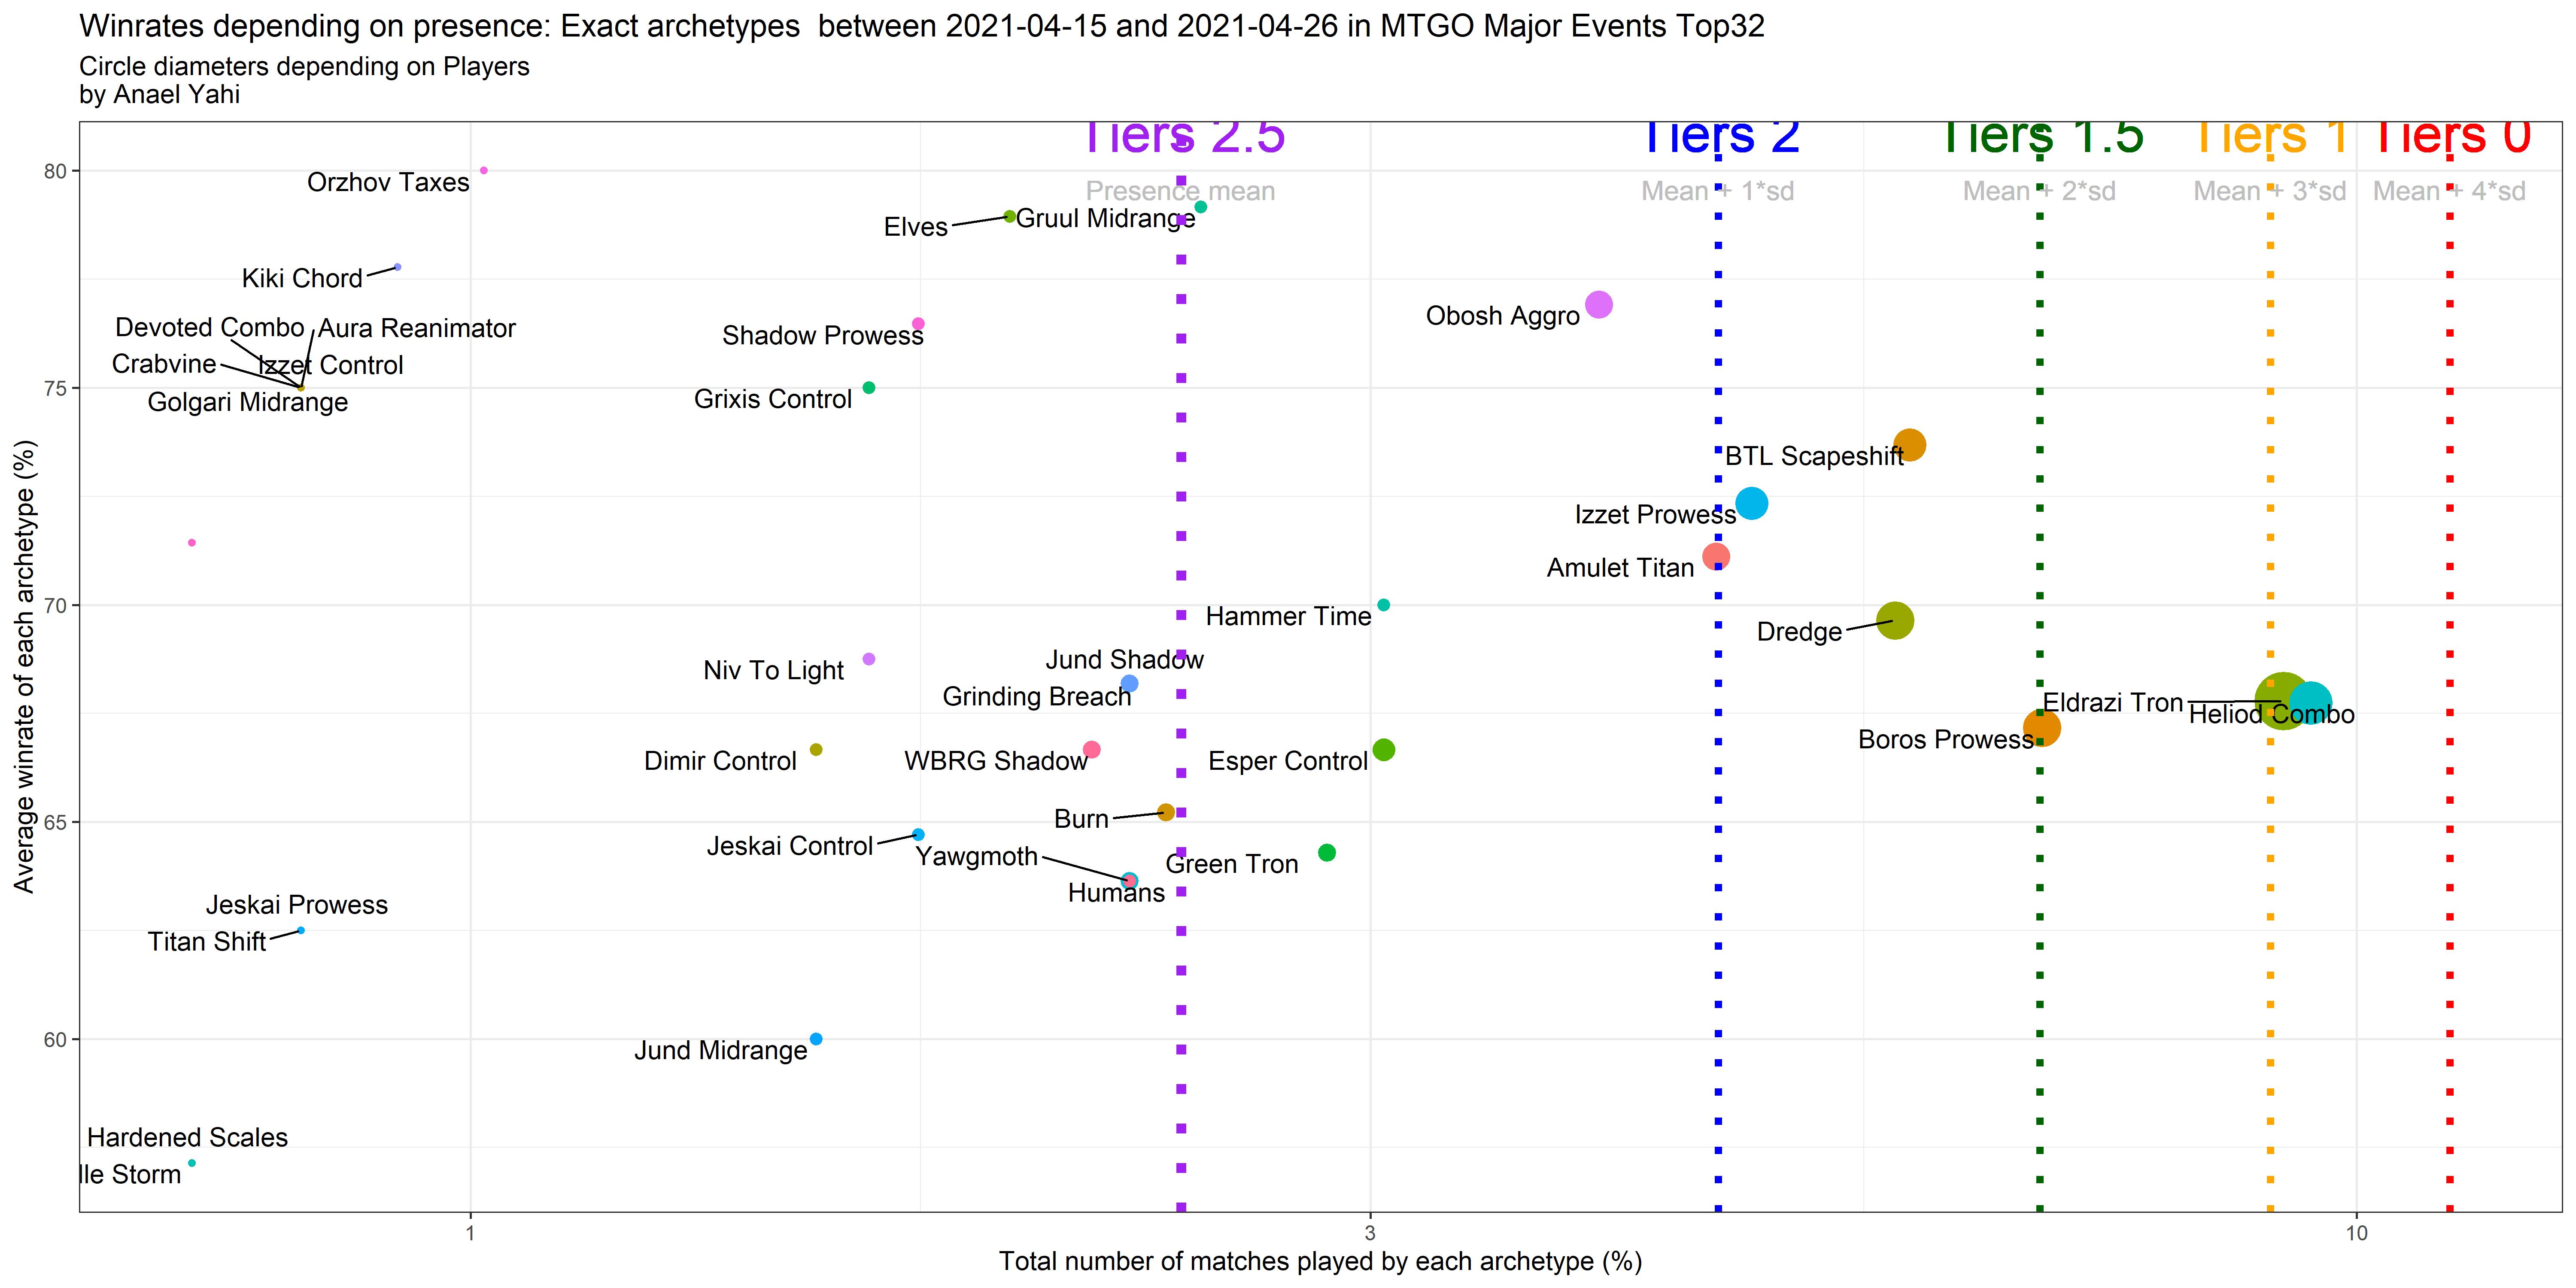 Winrates depending on presence: Exact archetypes  between 2021-04-15 and 2021-04-26 in MTGO Major Events Top32
Circle diameters depending on Players
by Anael Yahi
Tiers 2.5
Tiers 2
Tiers 1.5
Tiers 1
Tiers 0
Presence mean
Mean + 1*sd
Mean + 2*sd
Mean + 3*sd
Mean + 4*sd
80
Orzhov Taxes
Elves
Gruul Midrange
Kiki Chord
Obosh Aggro
Devoted Combo
Aura Reanimator
Shadow Prowess
Crabvine
Izzet Control
75
Golgari Midrange
Grixis Control
BTL Scapeshift
Izzet Prowess
Amulet Titan
70
Hammer Time
Dredge
Jund Shadow
Niv To Light
Grinding Breach
Eldrazi Tron
Heliod Combo
Boros Prowess
Dimir Control
WBRG Shadow
Esper Control
65
Burn
Jeskai Control
Yawgmoth
Green Tron
Humans
Jeskai Prowess
Titan Shift
60
Jund Midrange
Hardened Scales
lle Storm
Average winrate of each archetype (%)
1
3
10
Total number of matches played by each archetype (%)